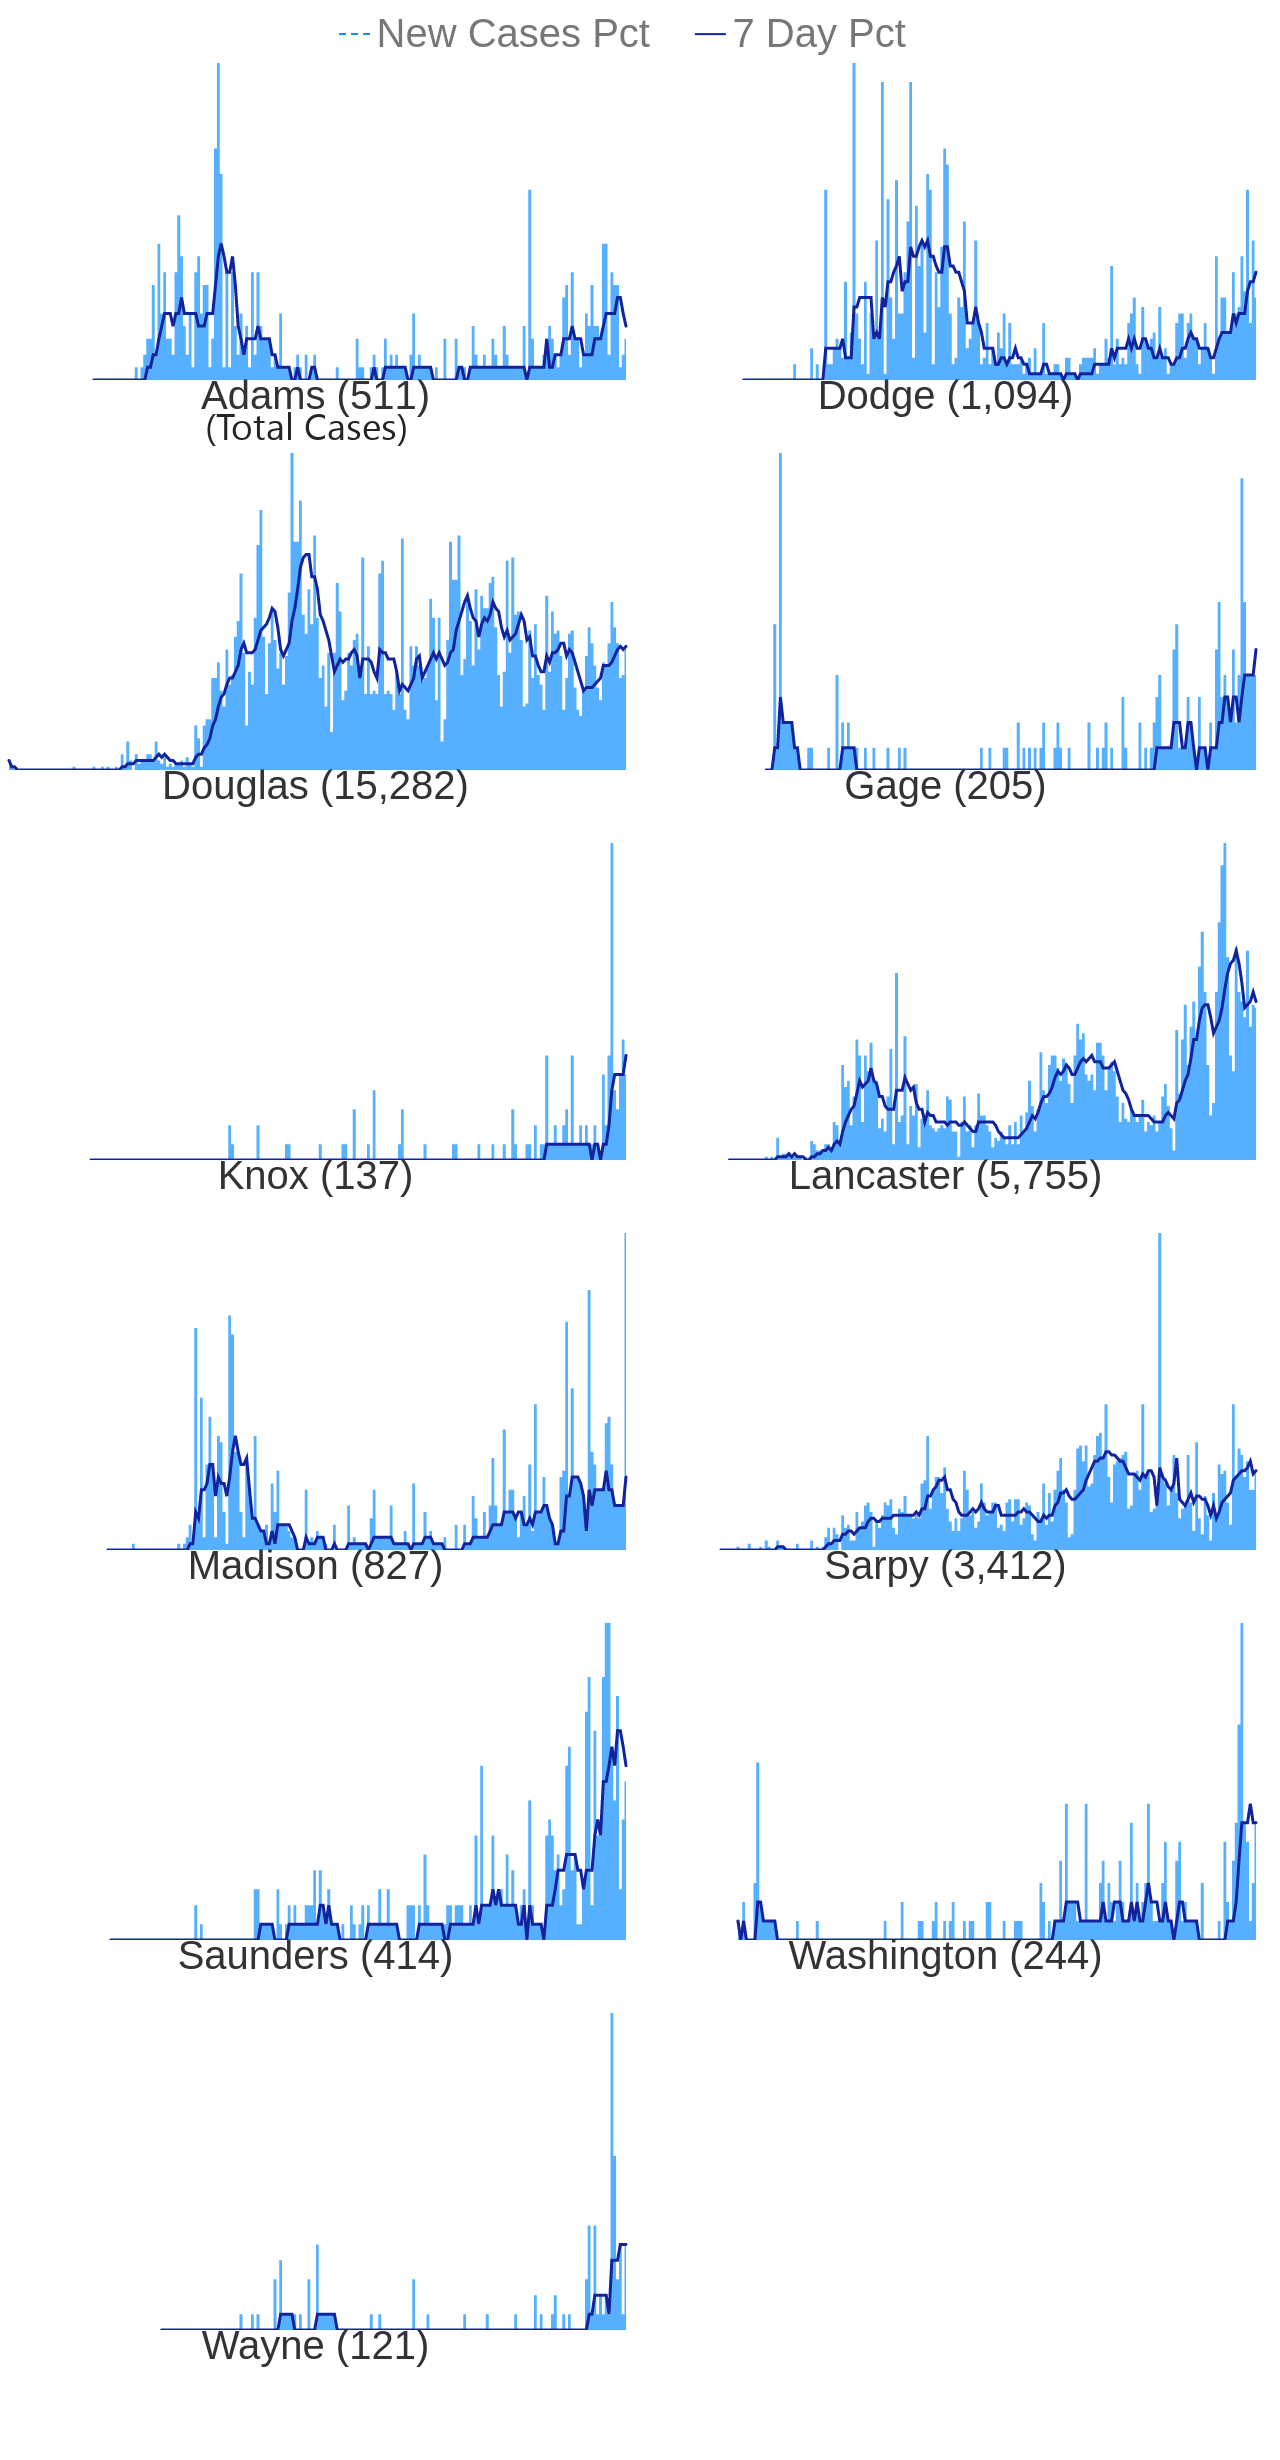 New Cases Pct 7 Day Pct
Adams (511)
(Total Cases)
Dodge (1,094)
Douglas (15,282)
Gage (205)
Knox (137)
Lancaster (5,755)
Madison (827)
Sarpy (3,412)
Saunders (414)
Washington (244)
Wayne (121)